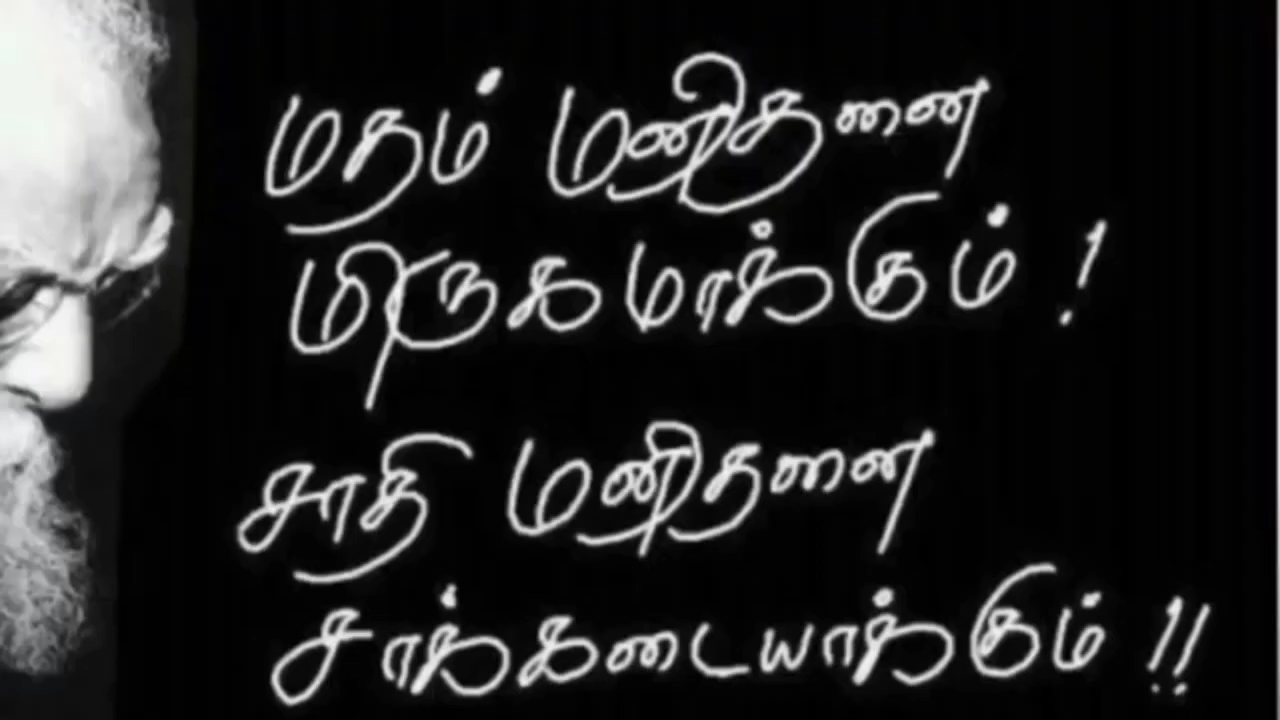 மதம் மனிதனை
மிருகமாக்கும் !
சாதி மனிதனை
சாக்கடையாக்கும் !!